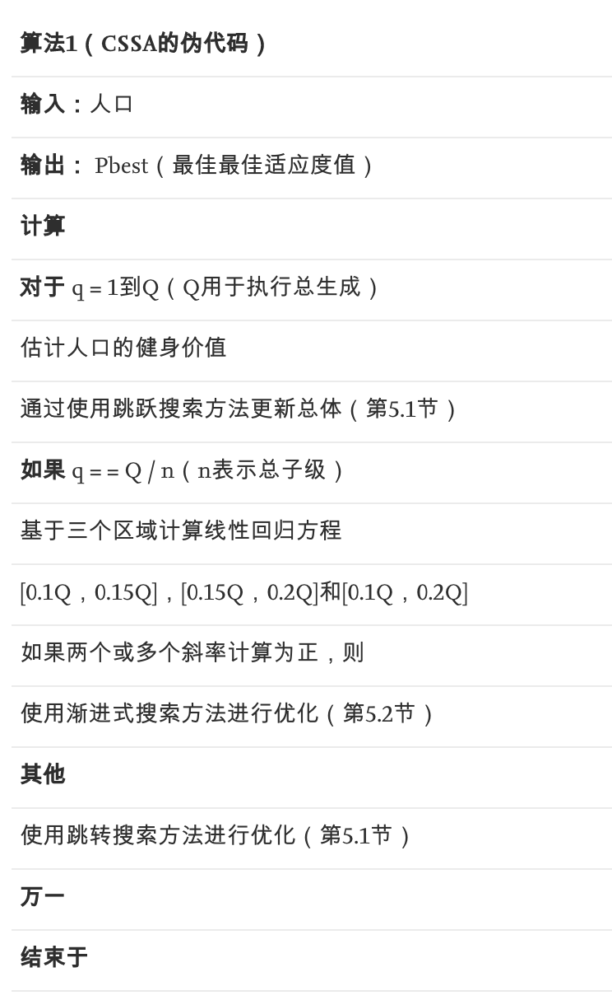 算法1（CSSA的伪代码）
输入：人口
输出： Pbest（最佳最佳适应度值）
计算
对于 q = 1到Q（Q用于执行总生成）
估计人口的健身价值
通过使用跳跃搜索方法更新总体（第5.1节）
如果 q = = Q / n（n表示总子级）
基于三个区域计算线性回归方程
[0.1Q，0.15Q]，[0.15Q，0.2Q]和[0.1Q，0.2Q]
如果两个或多个斜率计算为正，则
使用渐进式搜索方法进行优化（第5.2节）
其他
使用跳转搜索方法进行优化（第5.1节）
万一
结束于